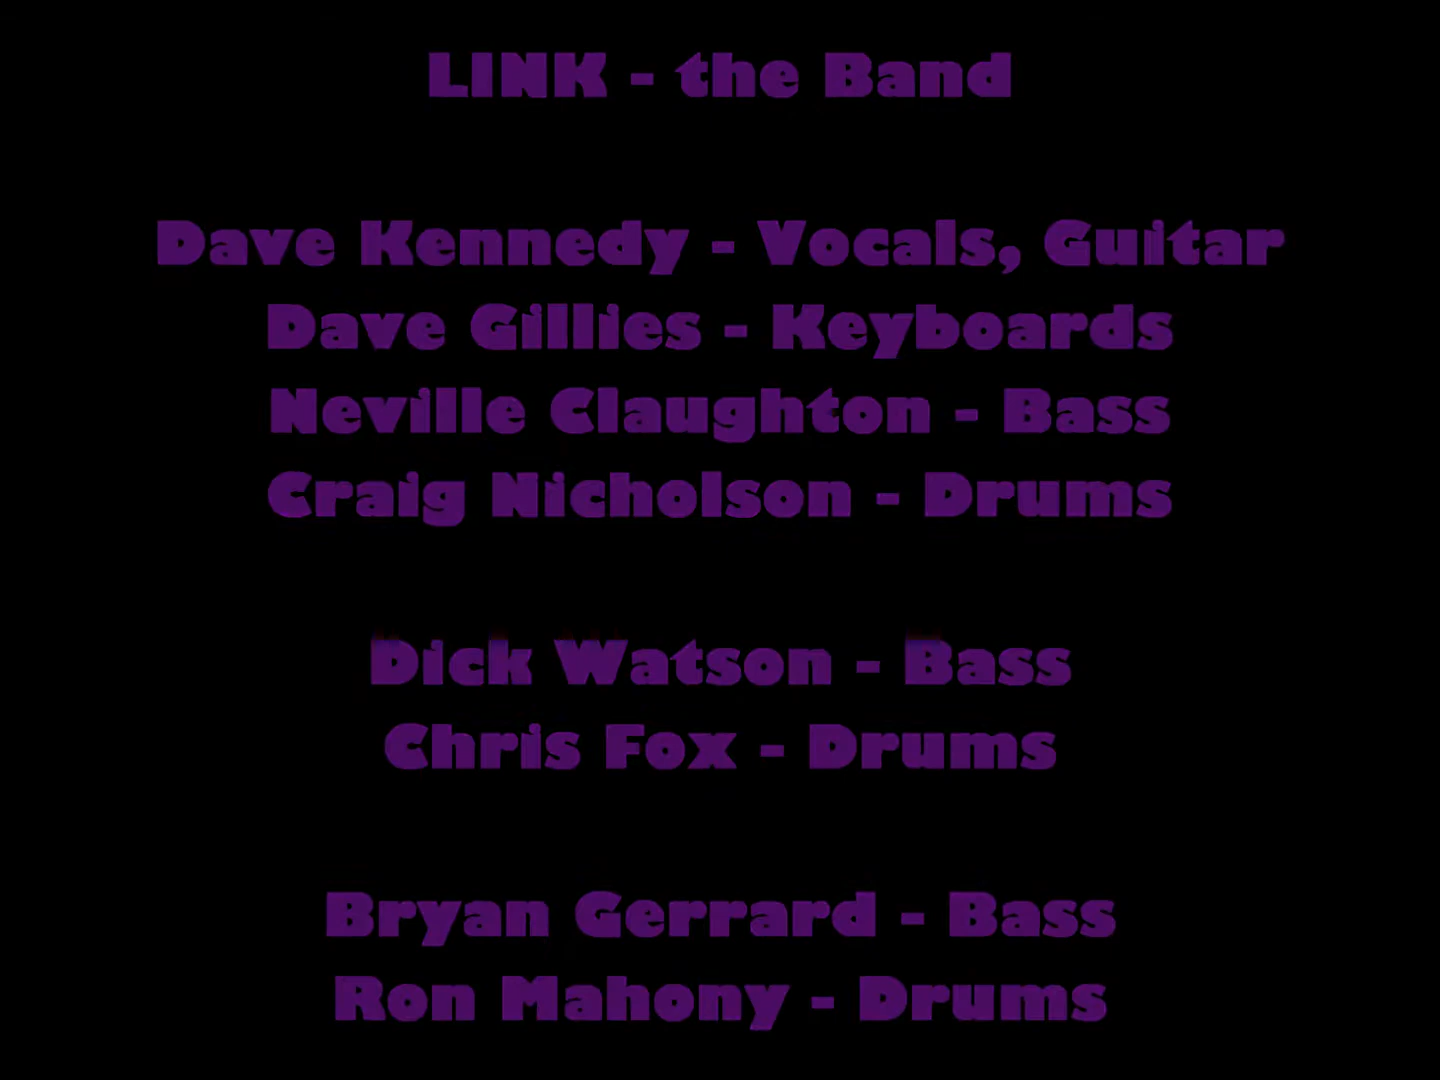 LINK - the Band
Dave Kennedy - Vocals, Guitar
Dave Gillies - Keyboards
Neville Claughton - Bass
Craig Nicholson - Drums
Dick Watson - Bass
Chris Fox - Drums
Bryan Gerrard - Bass
Ron Mahony - Drums